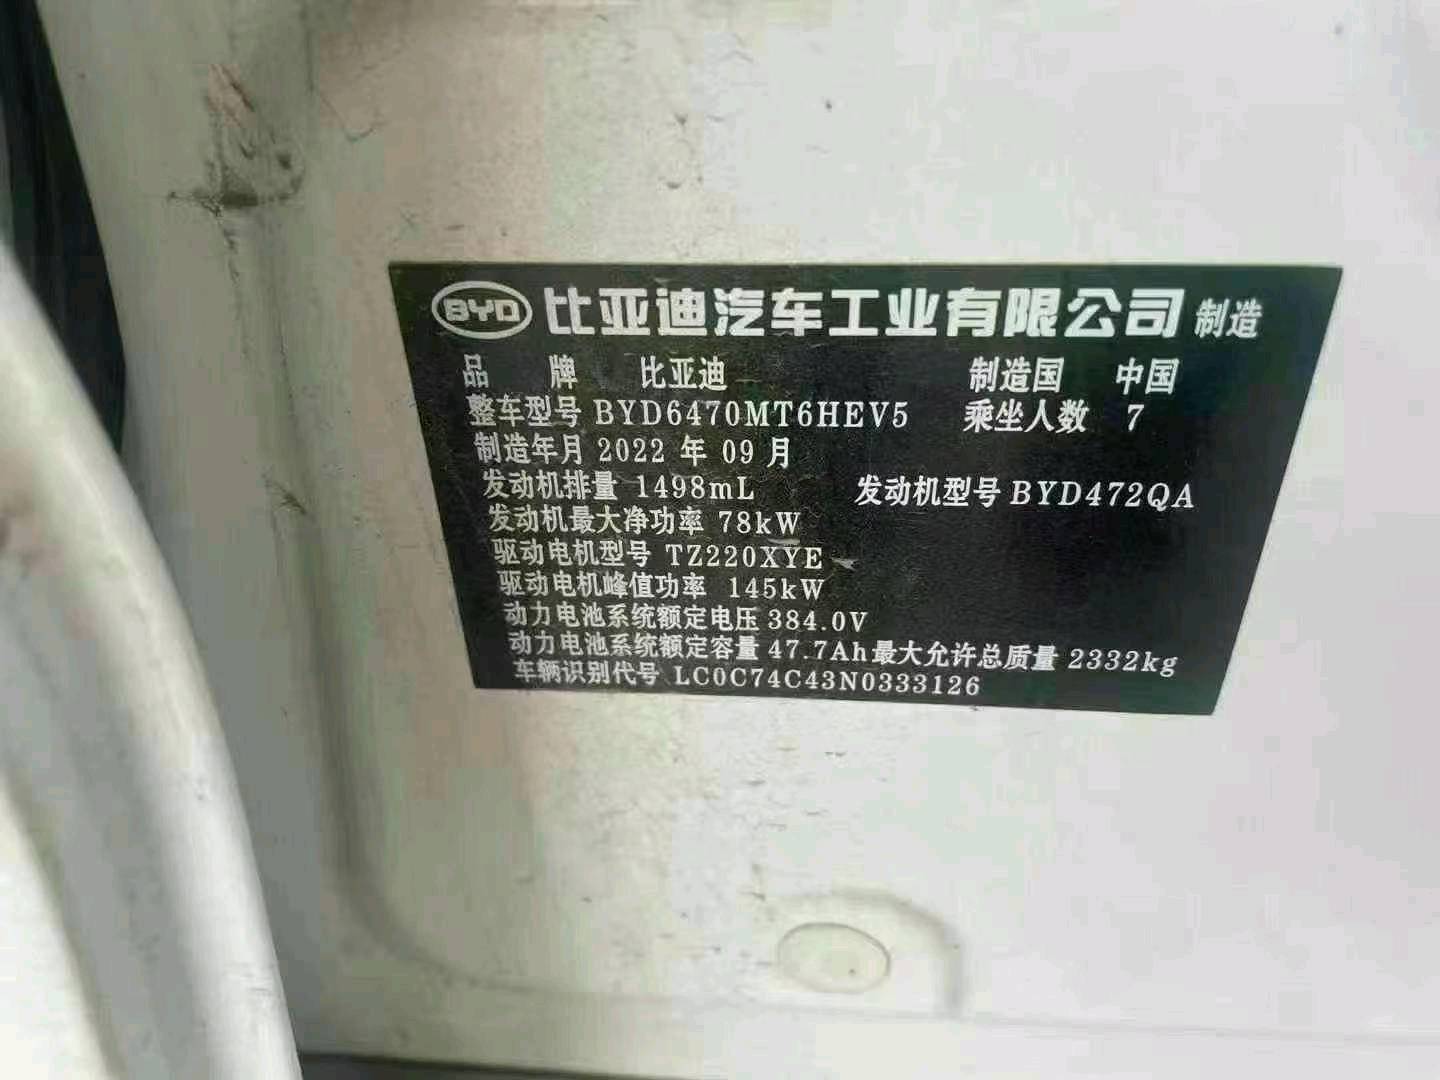 BYD 比亚迪汽车工业有限公司 制造
品 牌 比亚迪 制造国 中国
整车型号 BYD6470MT6HEV5 乘坐人数 7
制造年月 2022 年 09 月
发动机排量 1498mL 发动机型号 BYD472QA
发动机最大净功率 78kW
驱动电机型号 TZ220XYE
驱动电机峰值功率 145kW
动力电池系统额定电压 384.0V
动力电池系统额定容量 47.7Ah 最大允许总质量 2332kg
车辆识别代号 LC0C74C43N0333126